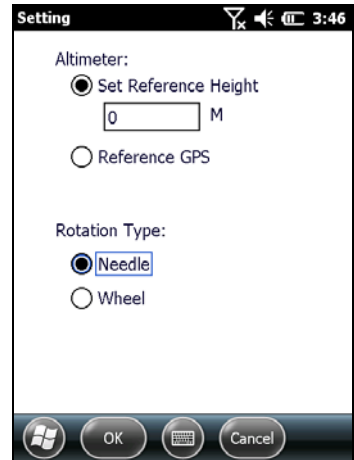 Setting 3:46
Altimeter:
Set Reference Height
0 M
Reference GPS
Rotation Type:
Needle
Wheel
OK Cancel